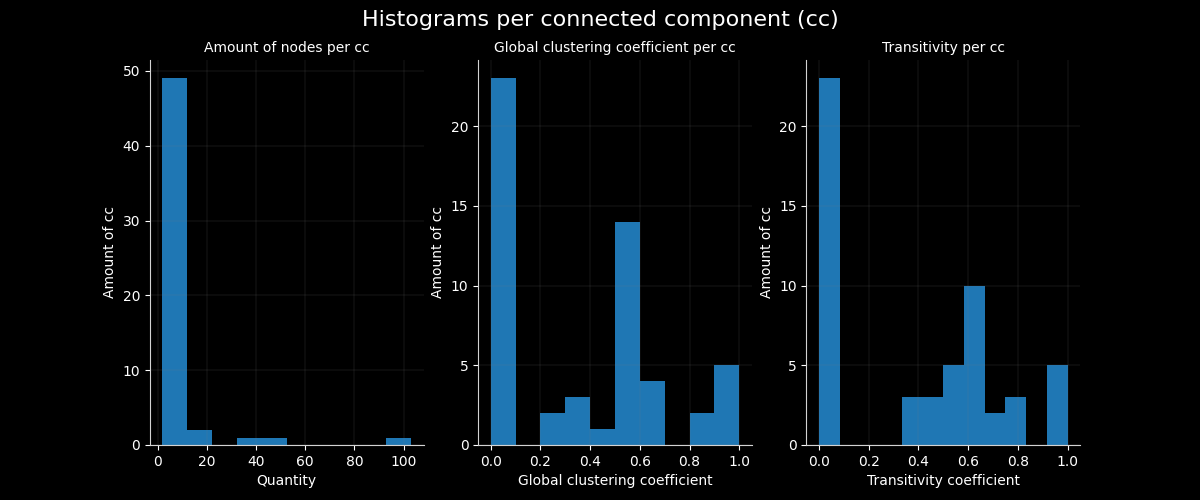 Histograms per connected component (cc)
Amount of nodes per cc
Amount of cc
50
40
30
20
10
0
0 20 40 60 80 100
Quantity
Global clustering coefficient per cc
Amount of cc
20
15
10
5
0
0.0 0.2 0.4 0.6 0.8 1.0
Global clustering coefficient
Transitivity per cc
Amount of cc
20
15
10
5
0
0.0 0.2 0.4 0.6 0.8 1.0
Transitivity coefficient